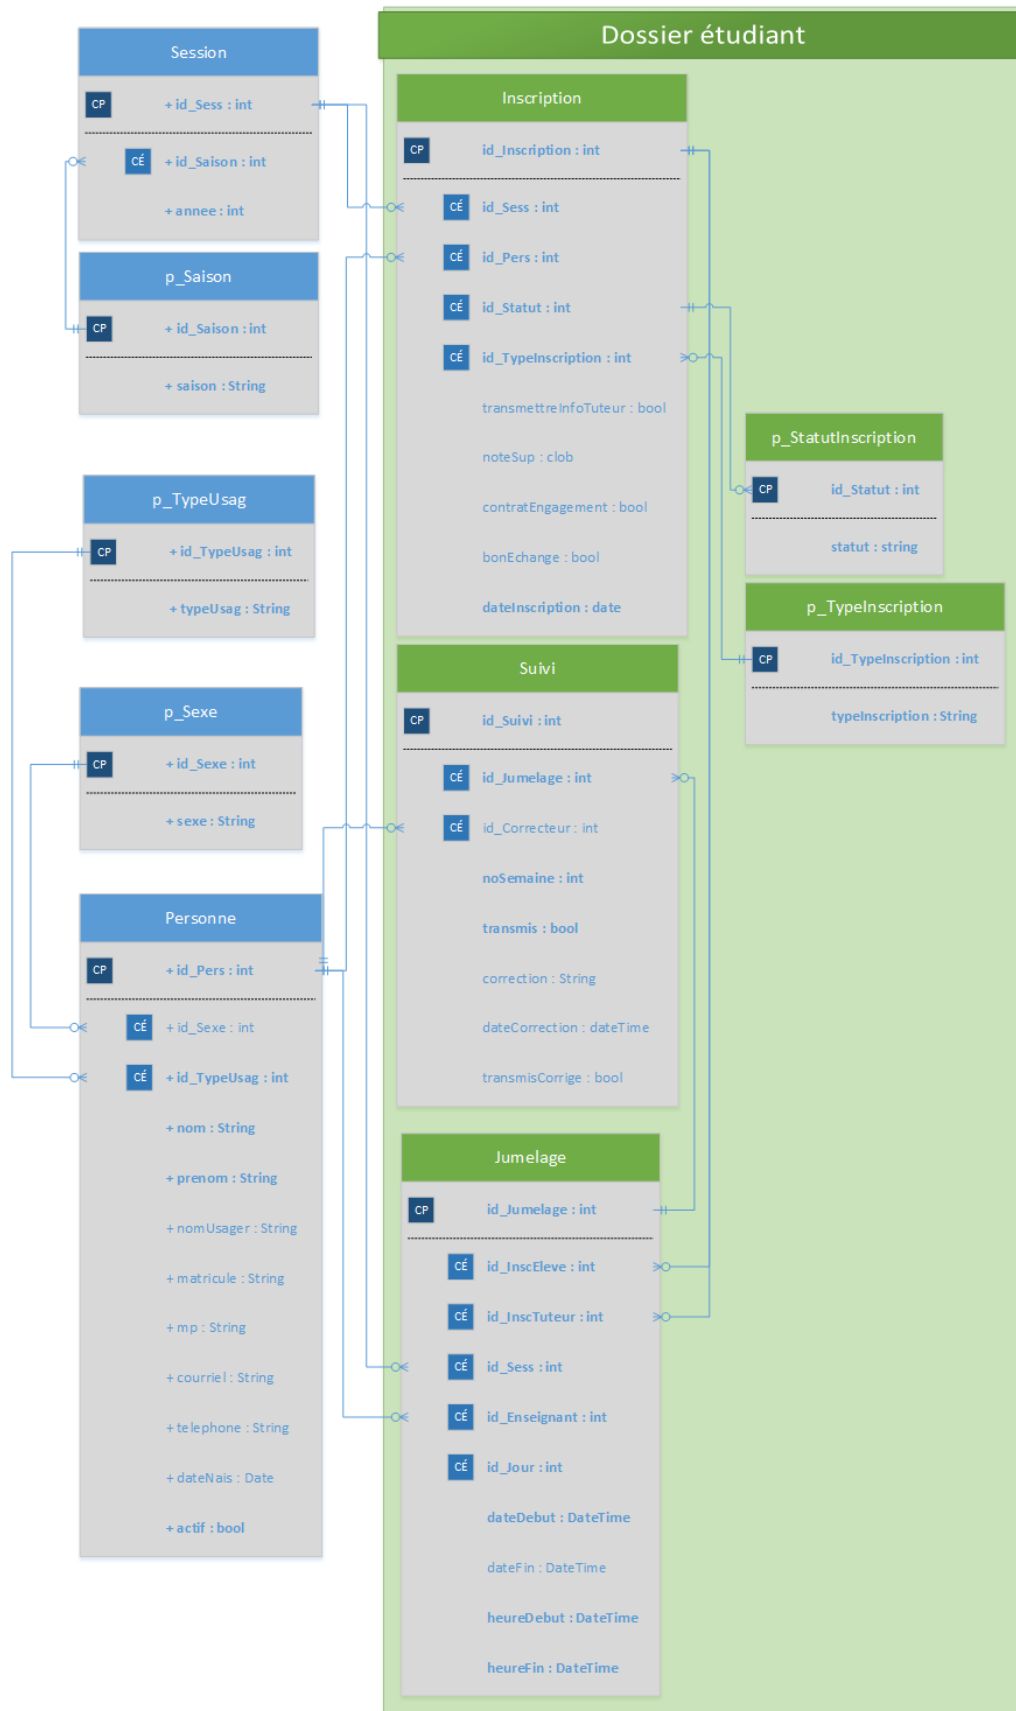 Session
CP + id_Sess : int
CÉ + id_Saison : int
+ annee : int
p_Saison
CP + id_Saison : int
+ saison : String
p_TypeUsag
CP + id_TypeUsag : int
+ typeUsag : String
p_Sexe
CP + id_Sexe : int
+ sexe : String
Personne
CP + id_Pers : int
CÉ + id_Sexe : int
CÉ + id_TypeUsag : int
+ nom : String
+ prenom : String
+ nomUsager : String
+ matricule : String
+ mp : String
+ courriel : String
+ telephone : String
+ dateNais : Date
+ actif : bool
Dossier étudiant
Inscription
CP id_Inscription : int
CÉ id_Sess : int
CÉ id_Pers : int
CÉ id_Statut : int
CÉ id_TypeInscription : int
transmettreInfoTuteur : bool
noteSup : clob
contratEngagement : bool
bonEchange : bool
dateInscription : date
Suivi
CP id_Suivi : int
CÉ id_Jumelage : int
CÉ id_Correcteur : int
noSemaine : int
transmis : bool
correction : String
dateCorrection : dateTime
transmisCorrige : bool
Jumelage
CP id_Jumelage : int
CÉ id_InscEleve : int
CÉ id_InscTuteur : int
CÉ id_Sess : int
CÉ id_Enseignant : int
CÉ id_Jour : int
dateDebut : DateTime
dateFin : DateTime
heureDebut : DateTime
heureFin : DateTime
p_StatutInscription
CP id_Statut : int
statut : string
p_TypeInscription
CP id_TypeInscription : int
typeInscription : String